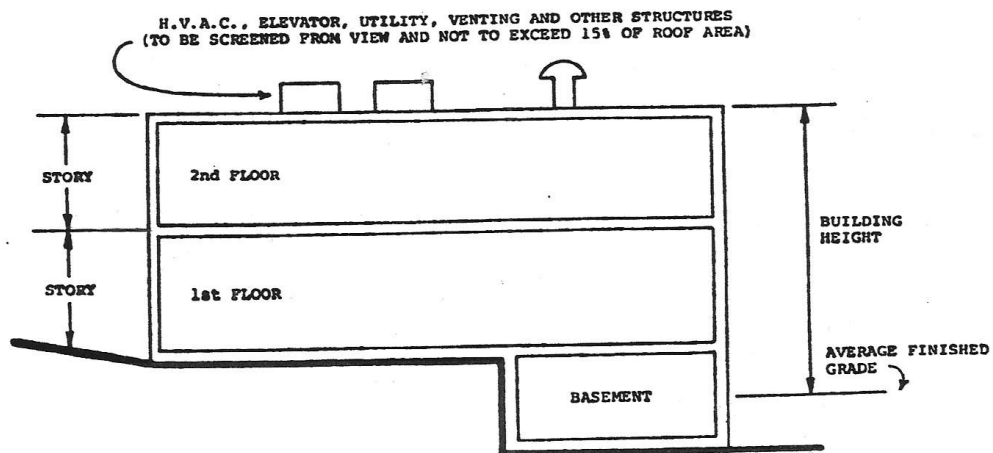 H.V.A.C., ELEVATOR, UTILITY, VENTING AND OTHER STRUCTURES
(TO BE SCREENED FROM VIEW AND NOT TO EXCEED 15% OF ROOF AREA)
STORY
2nd FLOOR
BUILDING
HEIGHT
STORY
1st FLOOR
AVERAGE FINISHED
GRADE
BASEMENT